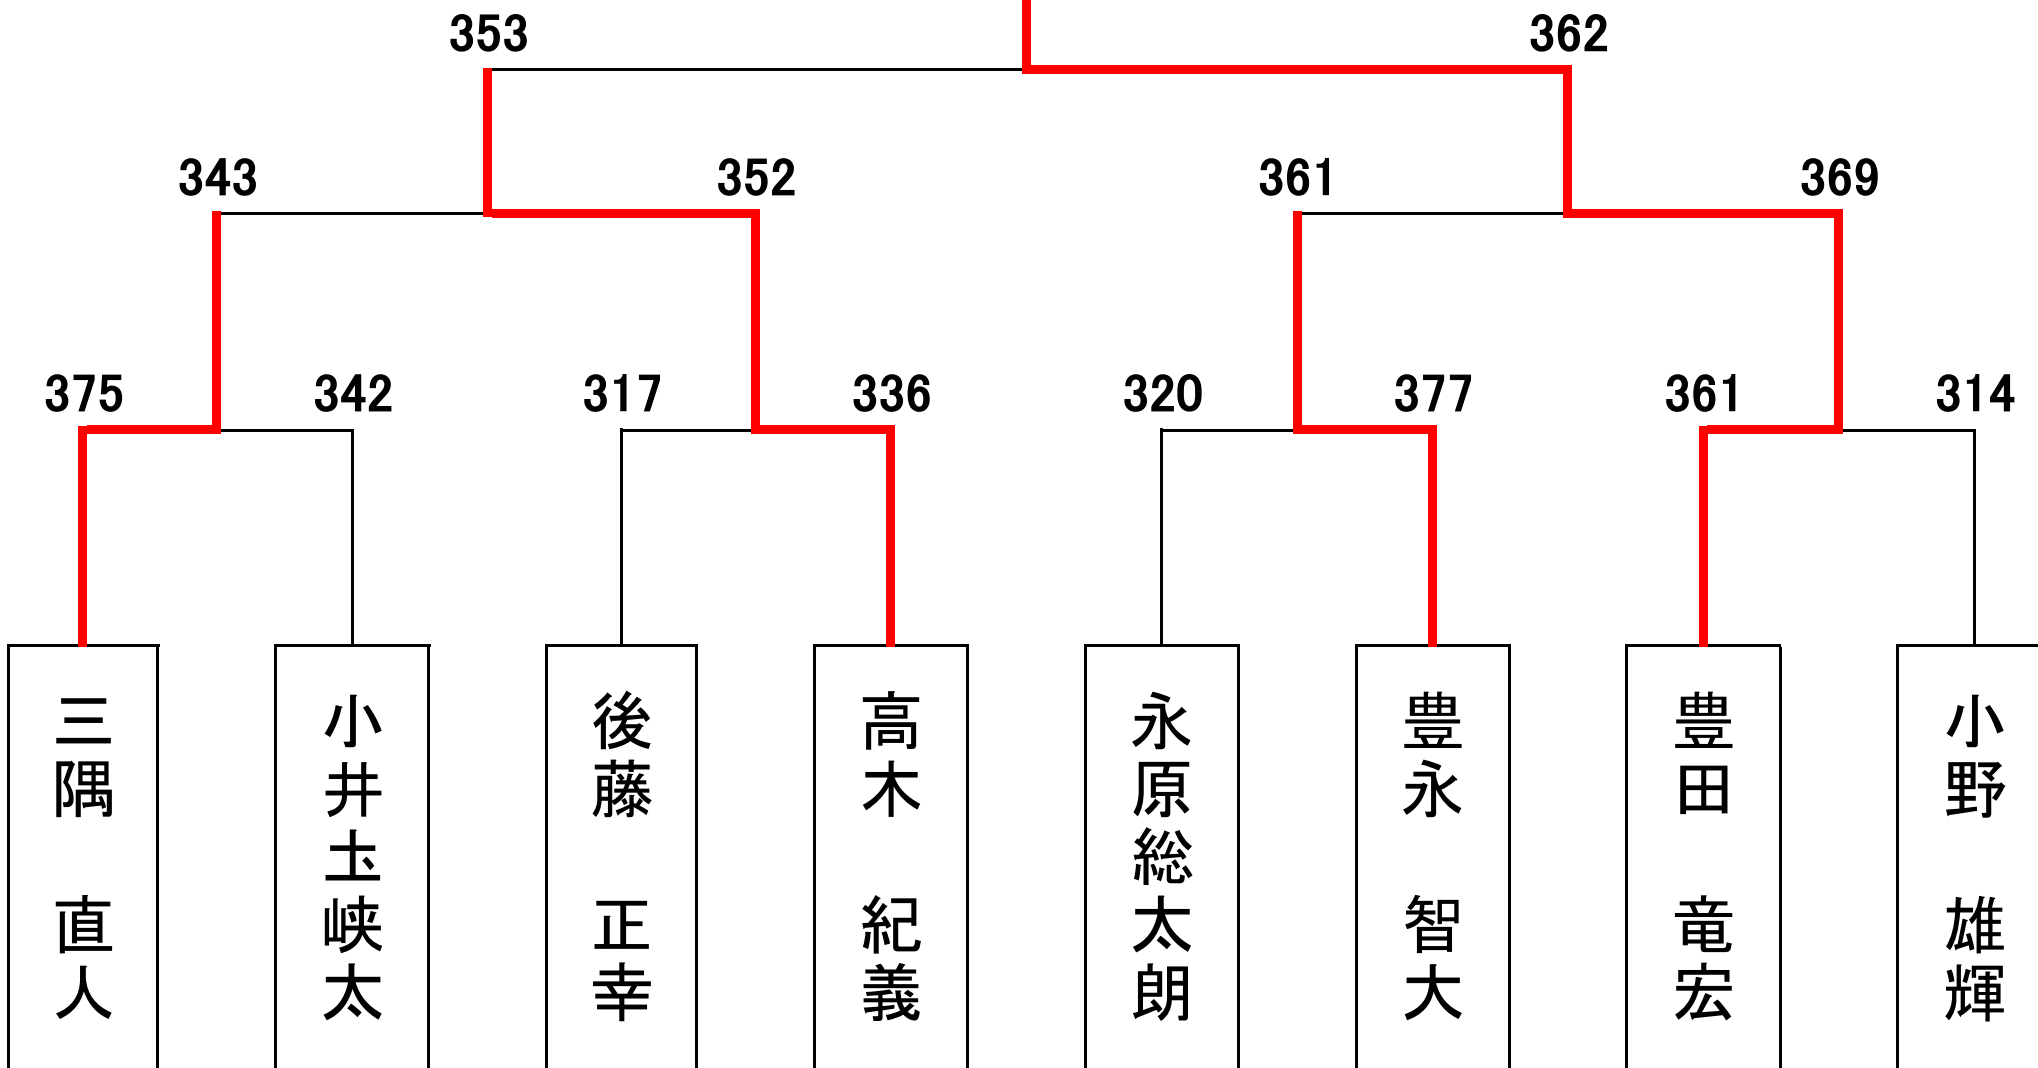 353
362
343
352
361
369
375
342
317
336
320
377
361
314
三隅　直人
小井圡峡太
後藤　正幸
高木　紀義
永原総太朗
豊永　智大
豊田　竜宏
小野　雄輝